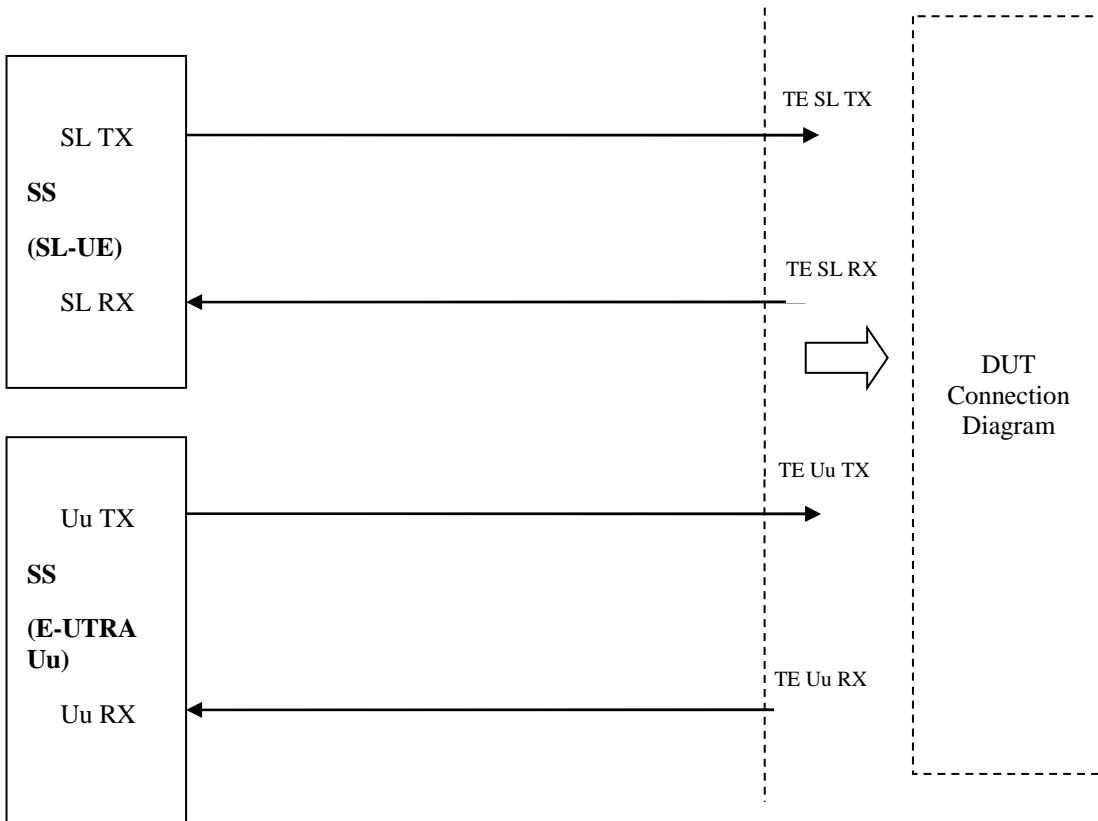 TE SL TX
SL TX
SS
(SL-UE)
TE SL RX
SL RX
DUT
Connection
Diagram
TE Uu TX
Uu TX
SS
(E-UTRA
Uu)
TE Uu RX
Uu RX